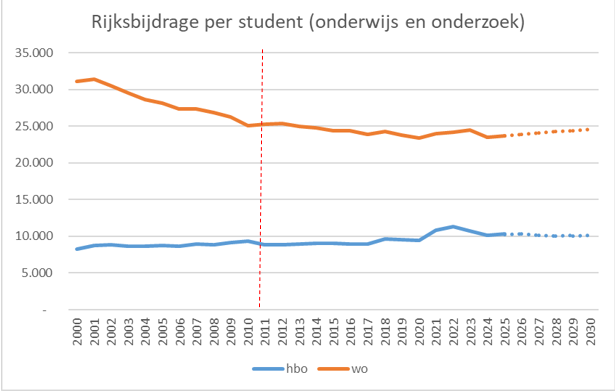 Rijksbijdrage per student (onderwijs en onderzoek)
35.000
30.000
25.000
20.000
15.000
10.000
5.000
-
2000 2001 2002 2003 2004 2005 2006 2007 2008 2009 2010 2011 2012 2013 2014 2015 2016 2017 2018 2019 2020 2021 2022 2023 2024 2025 2026 2027 2028 2029 2030
hbo wo